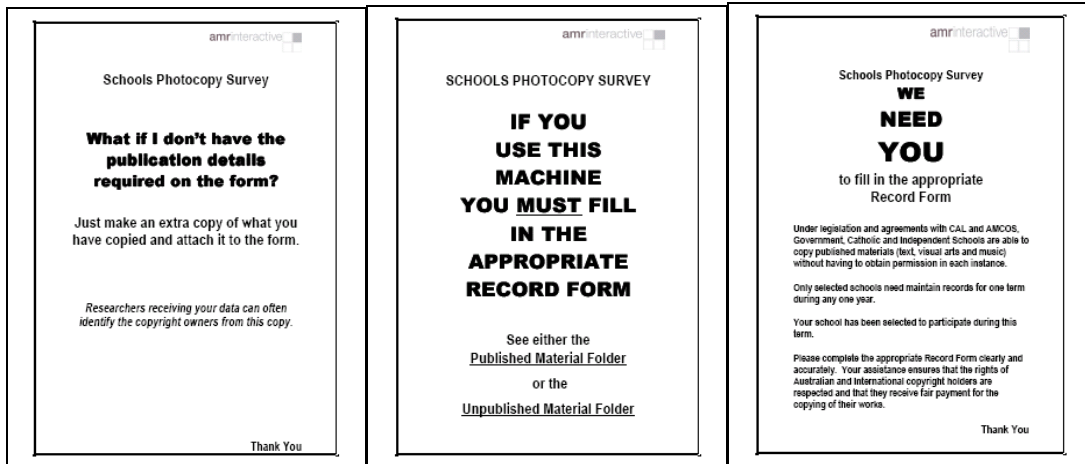 amrinteractive
Schools Photocopy Survey
What if I don't have the
publication details
required on the form?
Just make an extra copy of what you
have copied and attach it to the form.
Researchers receiving your data can often
identify the copyright owners from this copy.
Thank You
amrinteractive
SCHOOLS PHOTOCOPY SURVEY
IF YOU
USE THIS
MACHINE
YOU MUST FILL
IN THE
APPROPRIATE
RECORD FORM
See either the
Published Material Folder
or the
Unpublished Material Folder
amrinteractive
Schools Photocopy Survey
WE
NEED
YOU
to fill in the appropriate
Record Form
Under legislation and agreements with CAL and AMCOS,
Government, Catholic and Independent Schools are able to
copy published materials (text, visual arts and music)
without having to obtain permission in each instance.
Only selected schools need maintain records for one term
during any one year.
Your school has been selected to participate during this
term.
Please complete the appropriate Record Form clearly and
accurately. Your assistance ensures that the rights of
Australian and International copyright holders are
respected and that they receive fair payment for the
copying of their works.
Thank You